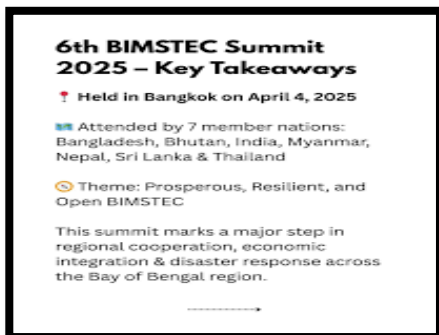 6th BIMSTEC Summit
2025 – Key Takeaways
📍 Held in Bangkok on April 4, 2025
🗺️ Attended by 7 member nations:
Bangladesh, Bhutan, India, Myanmar,
Nepal, Sri Lanka & Thailand
🧭 Theme: Prosperous, Resilient, and
Open BIMSTEC
This summit marks a major step in
regional cooperation, economic
integration & disaster response across
the Bay of Bengal region.